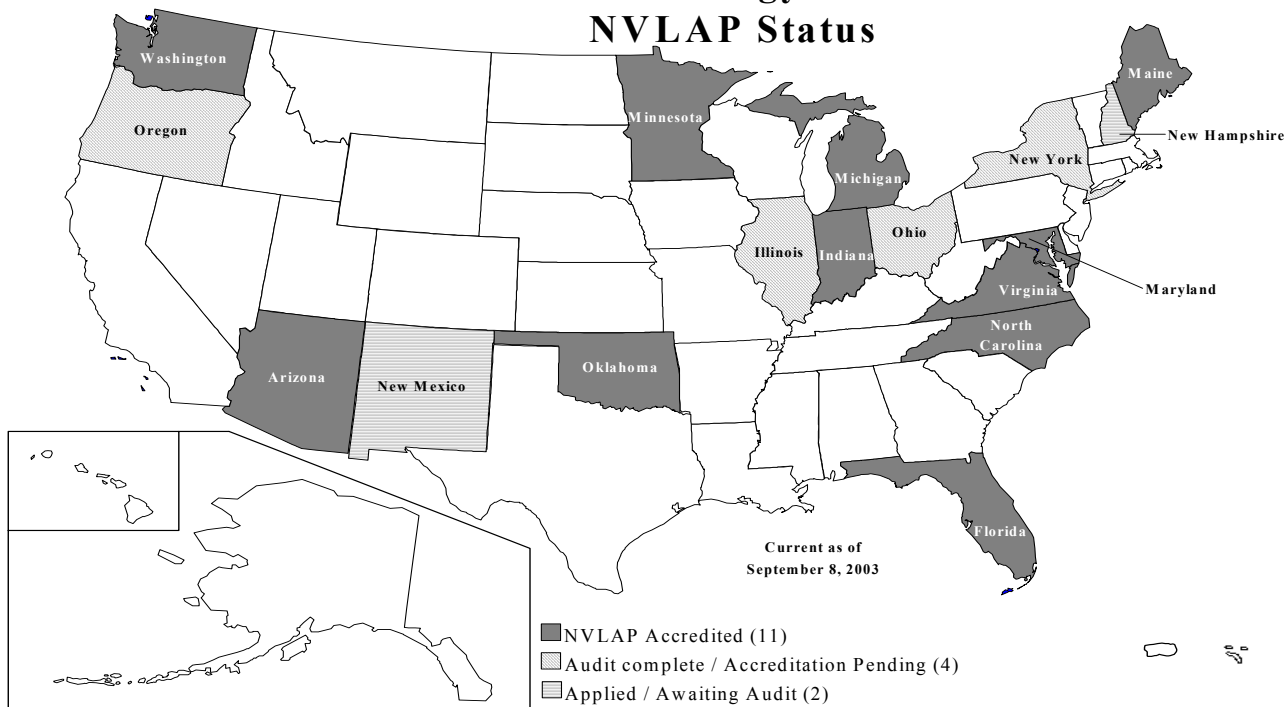 NVLAP Status
Washington
Oregon
Minnesota
Michigan
Maine
New Hampshire
New York
Illinois
Indiana
Ohio
Maryland
Virginia
North
Carolina
Arizona
New Mexico
Oklahoma
Florida
Current as of
September 8, 2003
NVLAP Accredited (11)
Audit complete / Accreditation Pending (4)
Applied / Awaiting Audit (2)